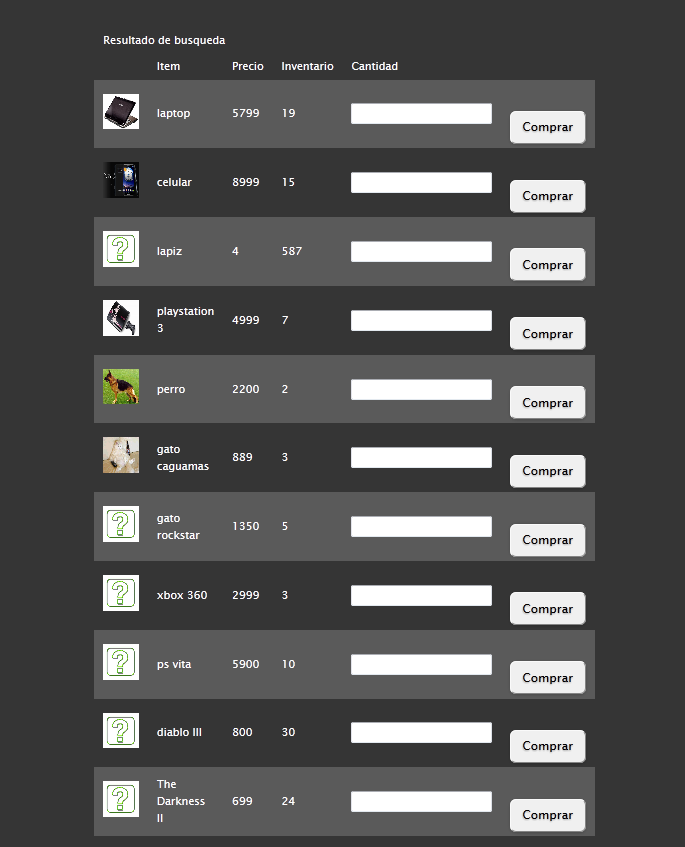 Resultado de busqueda
Item Precio Inventario Cantidad
laptop 5799 19 Comprar
celular 8999 15 Comprar
? lapiz 4 587 Comprar
playstation
3 4999 7 Comprar
perro 2200 2 Comprar
gato
caguamas 889 3 Comprar
? gato
rockstar 1350 5 Comprar
? xbox 360 2999 3 Comprar
? ps vita 5900 10 Comprar
? diablo III 800 30 Comprar
? The
Darkness
II 699 24 Comprar